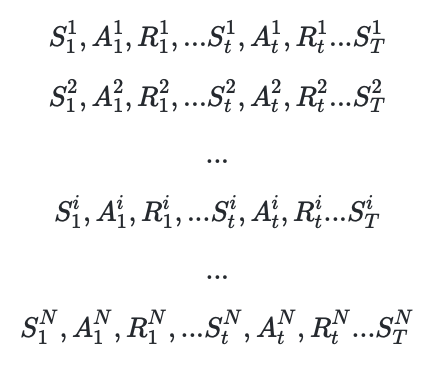 $S_1^1, A_1^1, R_1^1, ...S_t^1, A_t^1, R_t^1...S_T^1$
$S_1^2, A_1^2, R_1^2, ...S_t^2, A_t^2, R_t^2...S_T^2$
...
$S_1^i, A_1^i, R_1^i, ...S_t^i, A_t^i, R_t^i...S_T^i$
...
$S_1^N, A_1^N, R_1^N, ...S_t^N, A_t^N, R_t^N...S_T^N$